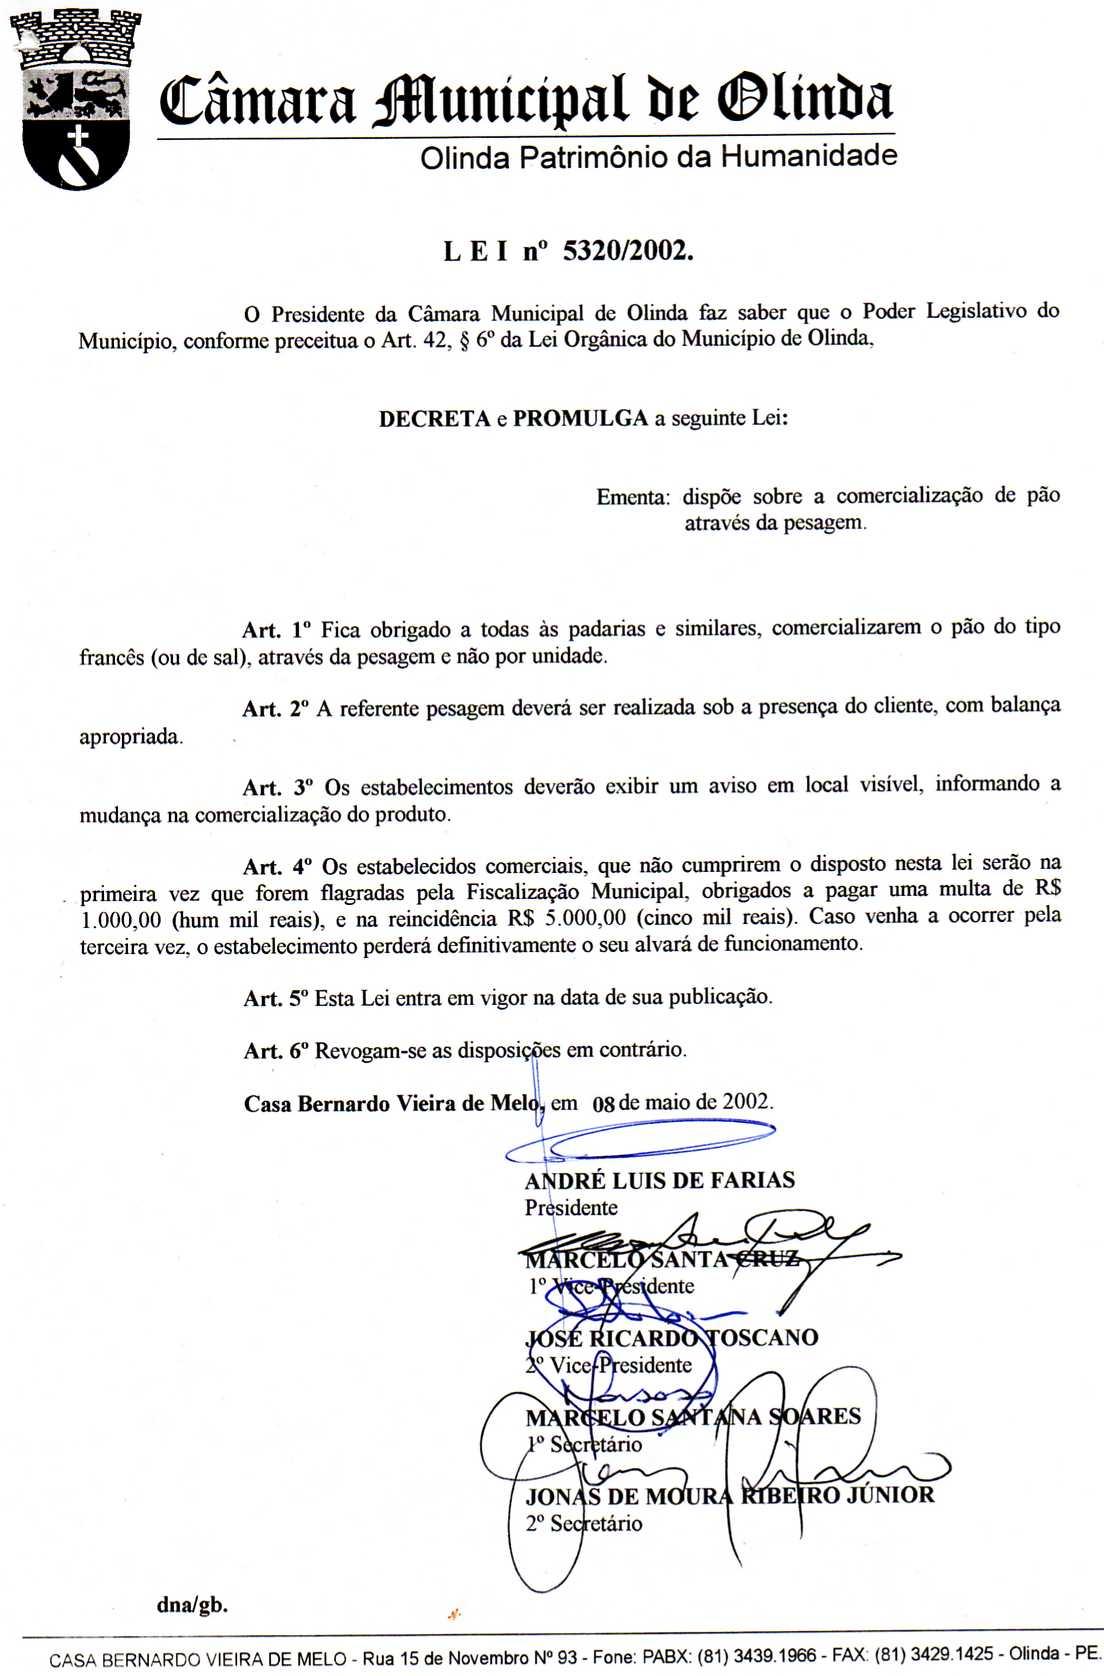 Câmara Municipal de Olinda
Olinda Patrimônio da Humanidade
L E I nº 5320/2002.
O Presidente da Câmara Municipal de Olinda faz saber que o Poder Legislativo do
Município, conforme preceitua o Art. 42, § 6º da Lei Orgânica do Município de Olinda,
DECRETA e PROMULGA a seguinte Lei:
Ementa: dispõe sobre a comercialização de pão
através da pesagem.
Art. 1º Fica obrigado a todas às padarias e similares, comercializarem o pão do tipo
francês (ou de sal), através da pesagem e não por unidade.
Art. 2º A referente pesagem deverá ser realizada sob a presença do cliente, com balança
apropriada.
Art. 3º Os estabelecimentos deverão exibir um aviso em local visível, informando a
mudança na comercialização do produto.
Art. 4º Os estabelecidos comerciais, que não cumprirem o disposto nesta lei serão na
primeira vez que forem flagradas pela Fiscalização Municipal, obrigados a pagar uma multa de R$
1.000,00 (hum mil reais), e na reincidência R$ 5.000,00 (cinco mil reais). Caso venha a ocorrer pela
terceira vez, o estabelecimento perderá definitivamente o seu alvará de funcionamento.
Art. 5º Esta Lei entra em vigor na data de sua publicação.
Art. 6º Revogam-se as disposições em contrário.
Casa Bernardo Vieira de Melo, em 08 de maio de 2002.
ANDRÉ LUIS DE FARIAS
Presidente
MARCELO SANTA CRUZ
1º Vice-Presidente
JOSÉ RICARDO TOSCANO
2º Vice-Presidente
MARCELO SANTANA SOARES
1º Secretário
JONAS DE MOURA RIBEIRO JÚNIOR
2º Secretário
dna/gb.
CASA BERNARDO VIEIRA DE MELO - Rua 15 de Novembro Nº 93 - Fone: PABX: (81) 3439.1966 - FAX: (81) 3429.1425 - Olinda - PE.